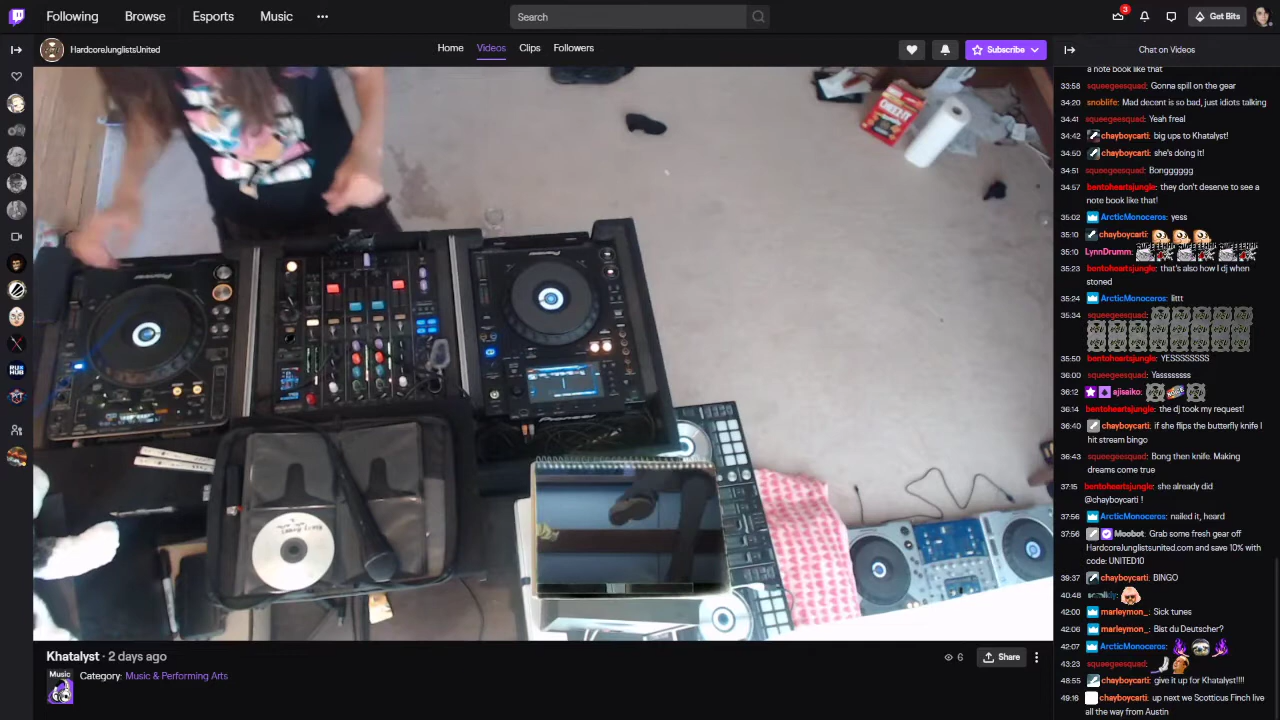 Following
Browse
Esports
Music
Search
3
Get Bits
HardcoreJunglistsUnited
Home
Videos
Clips
Followers
Subscribe
CHEEZ-IT
Pioneer
Khatalyst · 2 days ago
6
Share
Music
Category: Music & Performing Arts
Chat on Videos
a note book like that
33:58 squeegeesquad: Gonna spill on the gear
34:20 snoblife: Mad decent is so bad, just idiots talking
34:41 squeegeesquad: Yeah freal
34:42 chayboycarti: big ups to Khatalyst!
34:50 chayboycarti: she's doing it!
34:51 squeegeesquad: Bongggggg
34:57 bentoheartsjungle: they don't deserve to see a
note book like that!
35:02 ArcticMonoceros: yess
35:10 chayboycarti:
35:10 LynnDrumm:
35:23 bentoheartsjungle: that's also how I dj when
stoned
35:24 ArcticMonoceros: littt
35:34 squeegeesquad:
35:50 bentoheartsjungle: YESSSSSSSS
36:00 squeegeesquad: Yassssssss
36:12 ajisaiko:
36:14 bentoheartsjungle: the dj took my request!
36:40 chayboycarti: if she flips the butterfly knife I
hit stream bingo
36:43 squeegeesquad: Bong then knife. Making
dreams come true
37:15 bentoheartsjungle: she already did
@chayboycarti !
37:56 ArcticMonoceros: nailed it, heard
37:56 Moobot: Grab some fresh gear off
HardcoreJunglistsunited.com and save 10% with
code: UNITED10
39:37 chayboycarti: BINGO
40:48
42:00 marleymon_: Sick tunes
42:06 marleymon_: Bist du Deutscher?
42:07 ArcticMonoceros:
43:23 squeegeesquad:
48:55 chayboycarti: give it up for Khatalyst!!!!
49:16 chayboycarti: up next we Scotticus Finch live
all the way from Austin